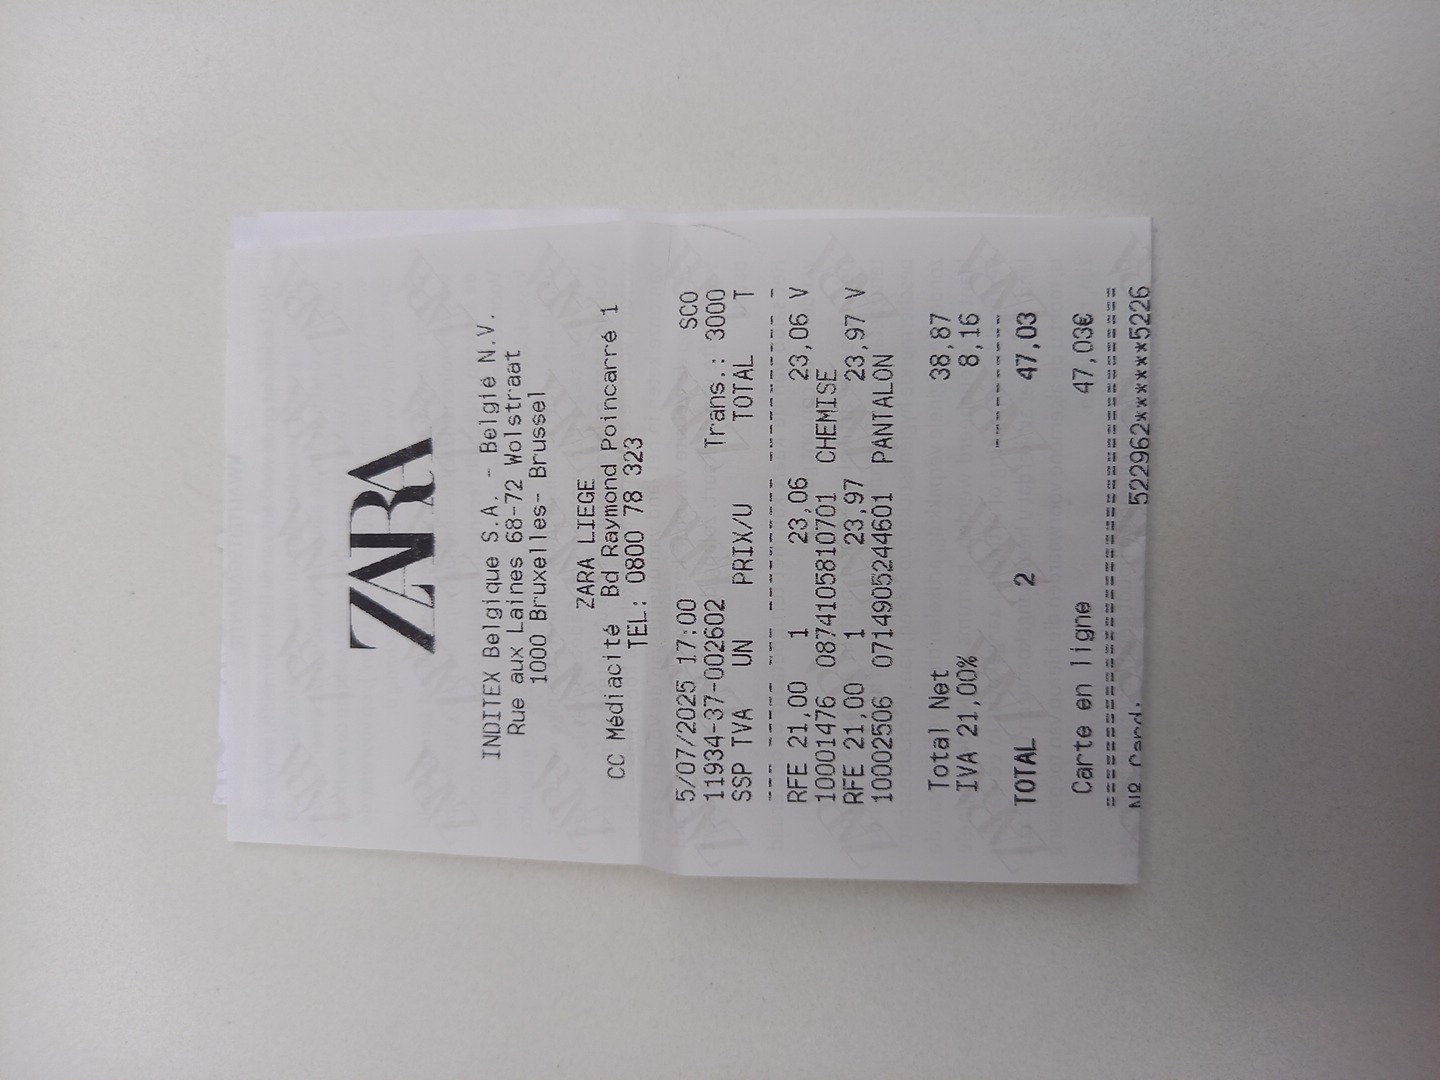 ZARA
INDITEX Belgique S.A. - België N.V.
Rue aux Laines 68-72 Wolstraat
1000 Bruxelles- Brussel
ZARA LIEGE
CC Médiacité Bd Raymond Poincarré 1
TEL: 0800 78 323
5/07/2025 17:00 SCO
11934-37-002602 Trans.: 3000
SSP TVA UN PRIX/U TOTAL T
RFE 21,00 1 23,06 23,06 V
10001476 0874105810701 CHEMISE
RFE 21,00 1 23,97 23,97 V
10002506 0714905244601 PANTALON
Total Net 38,87
IVA 21,00% 8,16
TOTAL 2 47,03
Carte en ligne 47,03€
Nº Card. 522962******5226